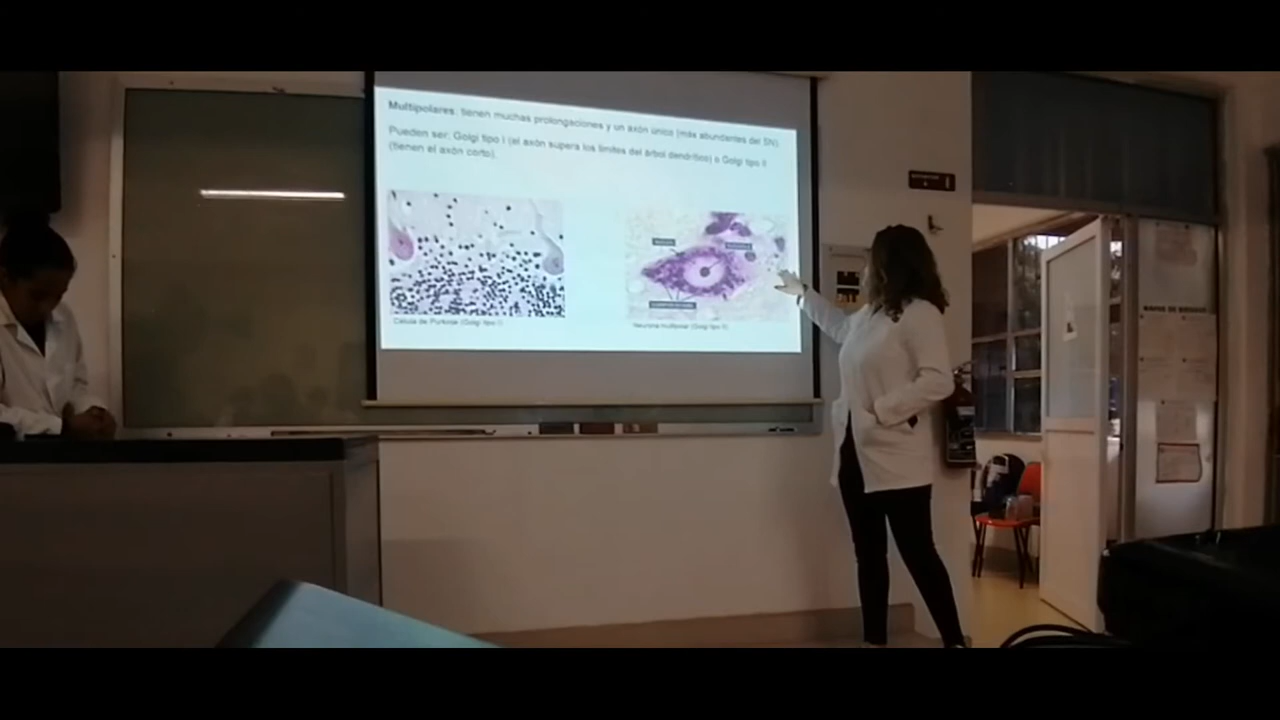 Multipolares: tienen muchas prolongaciones y un axón único (más abundantes del SN).
Pueden ser: Golgi tipo I (el axón supera los límites del árbol dendrítico) o Golgi tipo II
(tienen el axón corto).
Célula de Purkinje (Golgi tipo I)
Neurona multipolar (Golgi tipo II)
EXTINTOR